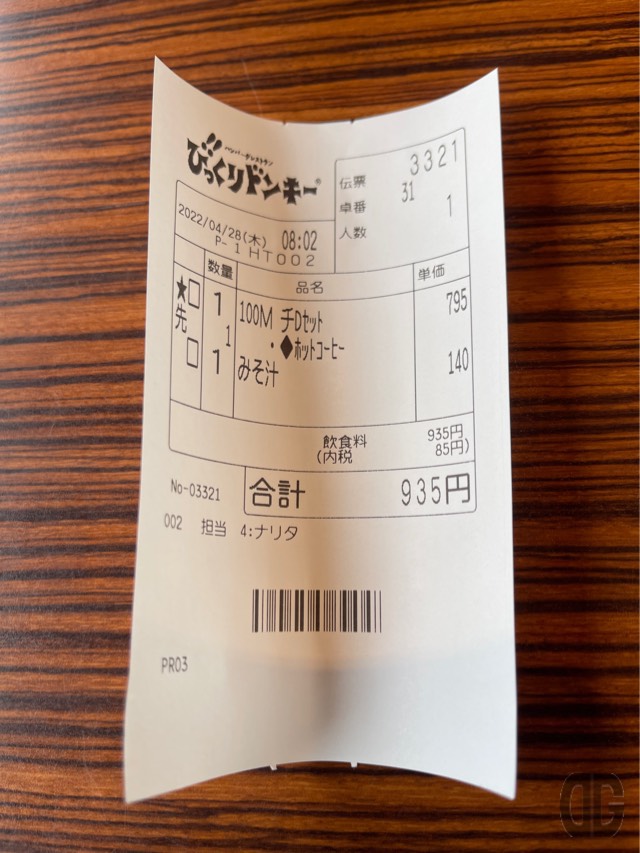 ハンバーグレストラン
びっくりドンキー
伝票 3321
卓番 31
人数 1
2022/04/28(木) 08:02
P- 1 HT002
数量 品名 単価
★□ 1 100M チDセット 795
先 1 ・◆ホットコーヒー
□ 1 みそ汁 140
飲食料 935円
(内税 85円)
合計 935円
No-03321
002 担当 4:ナリタ
PR03
DG